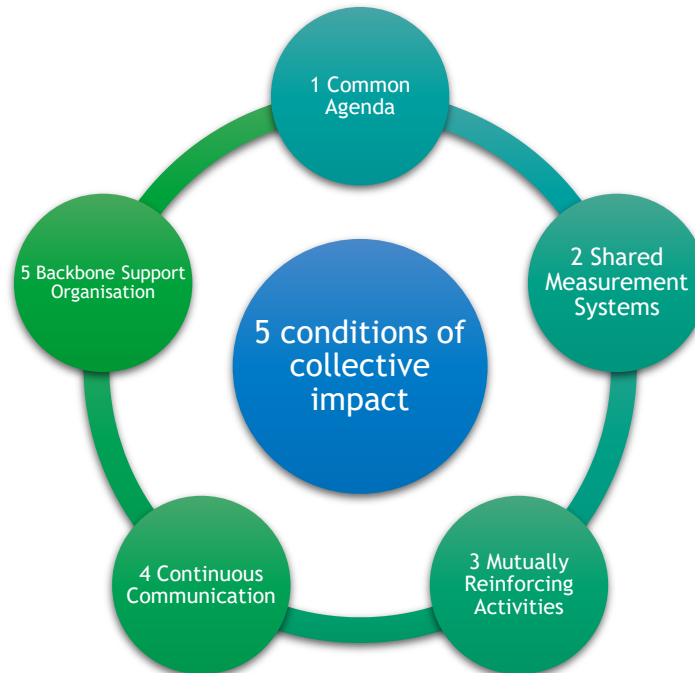 1 Common
Agenda
2 Shared
Measurement
Systems
3 Mutually
Reinforcing
Activities
4 Continuous
Communication
5 Backbone Support
Organisation
5 conditions of
collective
impact